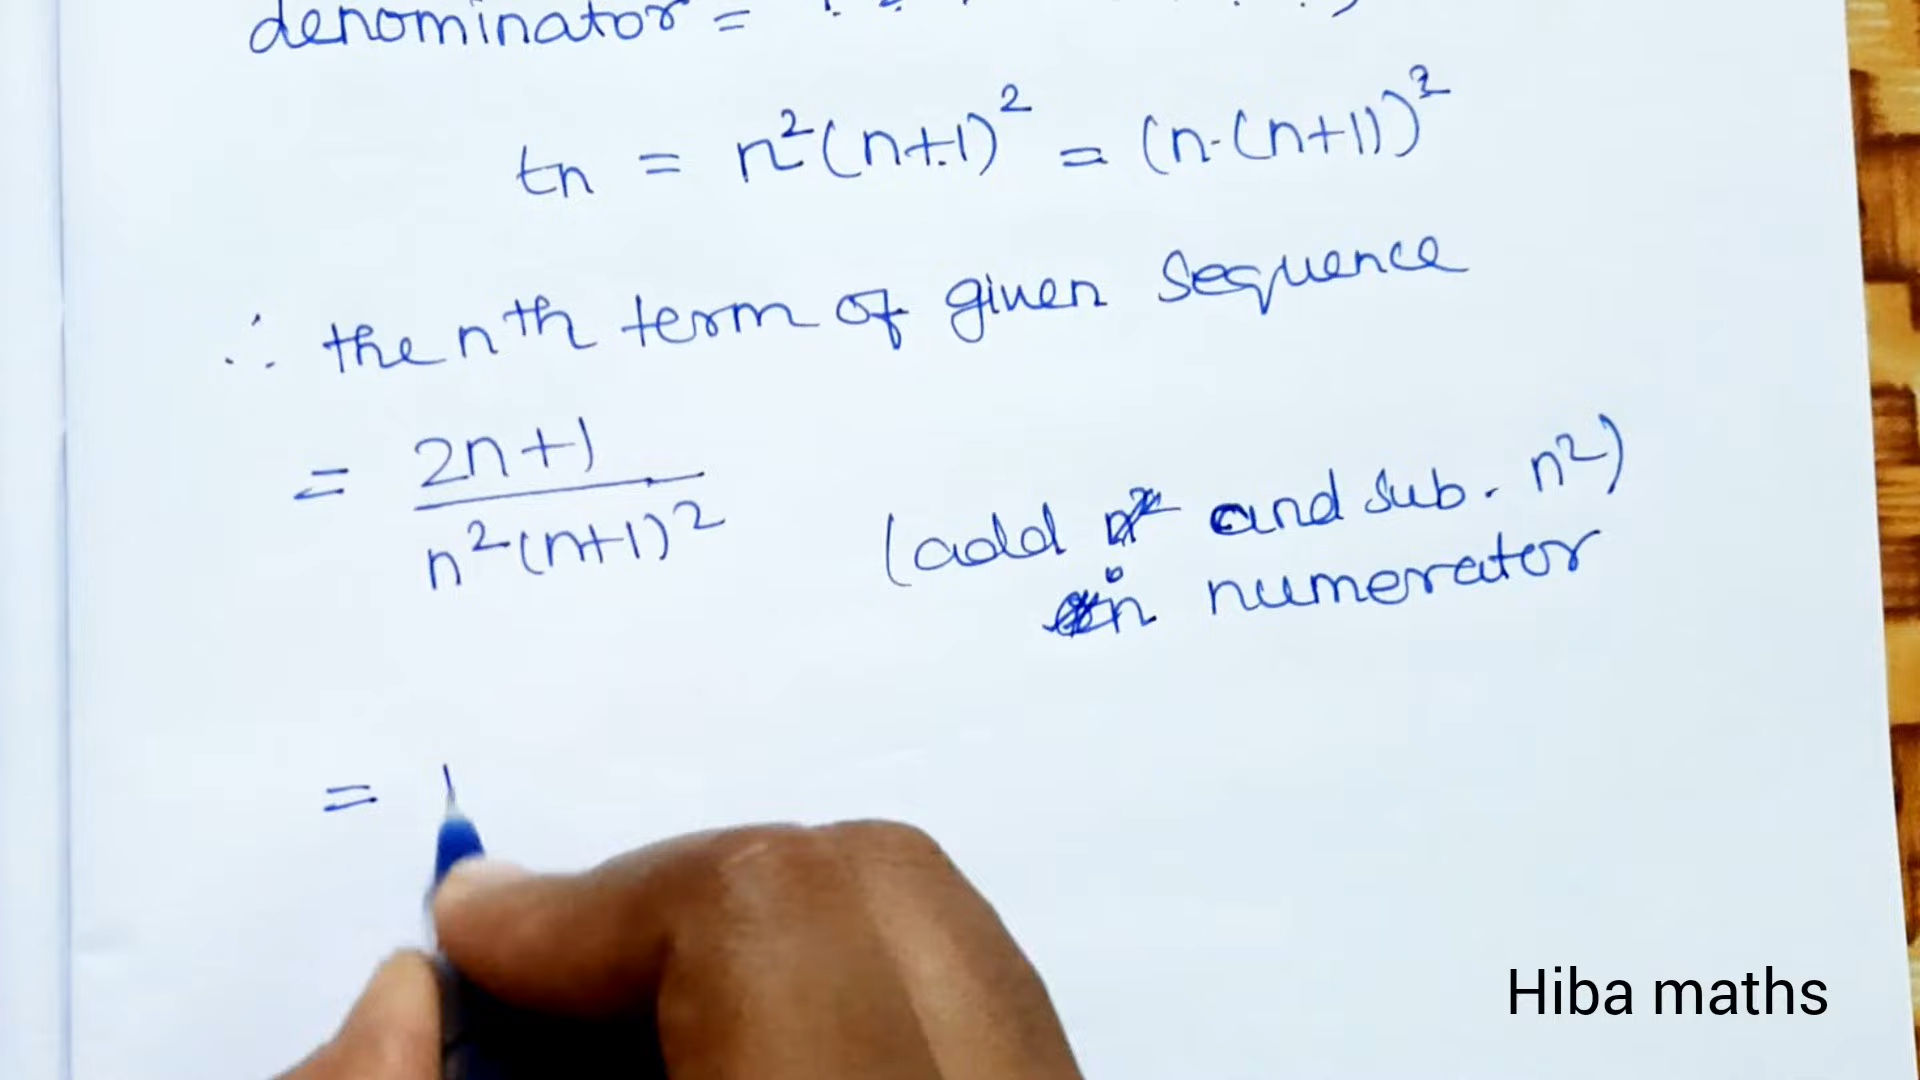 denominator =
tn = n²(n+1)² = (n·(n+1))²
∴ the nth term of given sequence
= 2n+1 / n²(n+1)² (add n² and sub. n²)
in numerator
=
Hiba maths